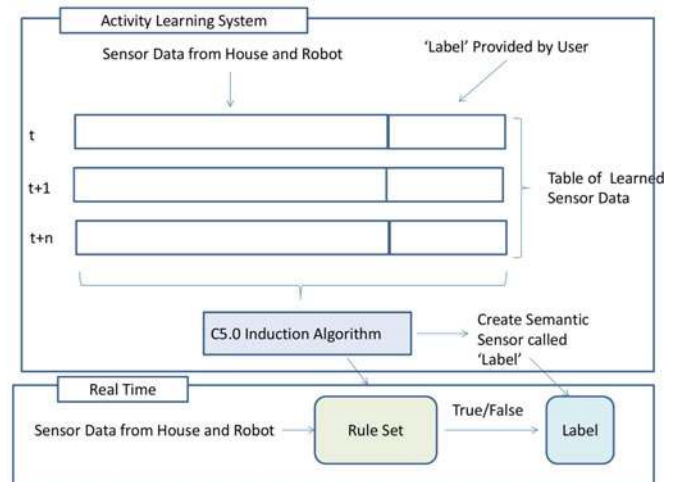 Activity Learning System
Sensor Data from House and Robot
‘Label’ Provided by User
t
t+1
t+n
Table of Learned
Sensor Data
C5.0 Induction Algorithm
Create Semantic
Sensor called
‘Label’
Real Time
Sensor Data from House and Robot
Rule Set
True/False
Label